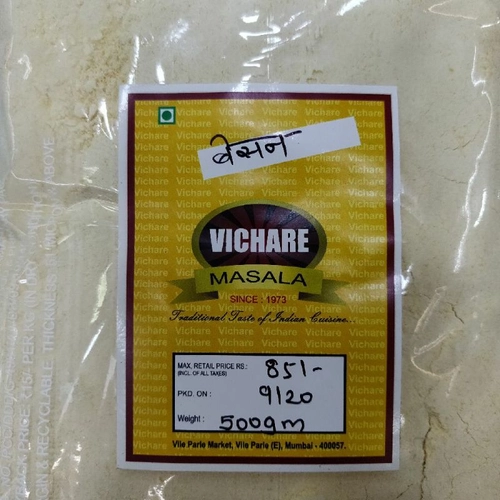 बेसन
VICHARE
MASALA
SINCE : 1973
Traditional Taste of Indian Cuisine...
MAX. RETAIL PRICE RS.: 85/-
(INCL. OF ALL TAXES)
PKD. ON : 9/20
Weight : 500gm
Vile Parle Market, Vile Parle (E), Mumbai - 400057.